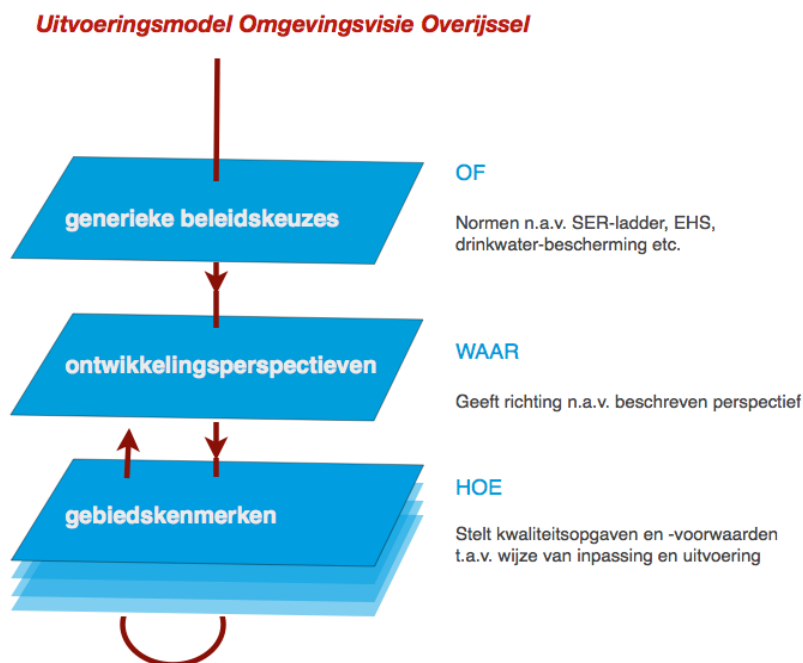 Uitvoeringsmodel Omgevingsvisie Overijssel
generieke beleidskeuzes
OF
Normen n.a.v. SER-ladder, EHS,
drinkwater-bescherming etc.
ontwikkelingsperspectieven
WAAR
Geeft richting n.a.v. beschreven perspectief
gebiedskenmerken
HOE
Stelt kwaliteitsopgaven en -voorwaarden
t.a.v. wijze van inpassing en uitvoering